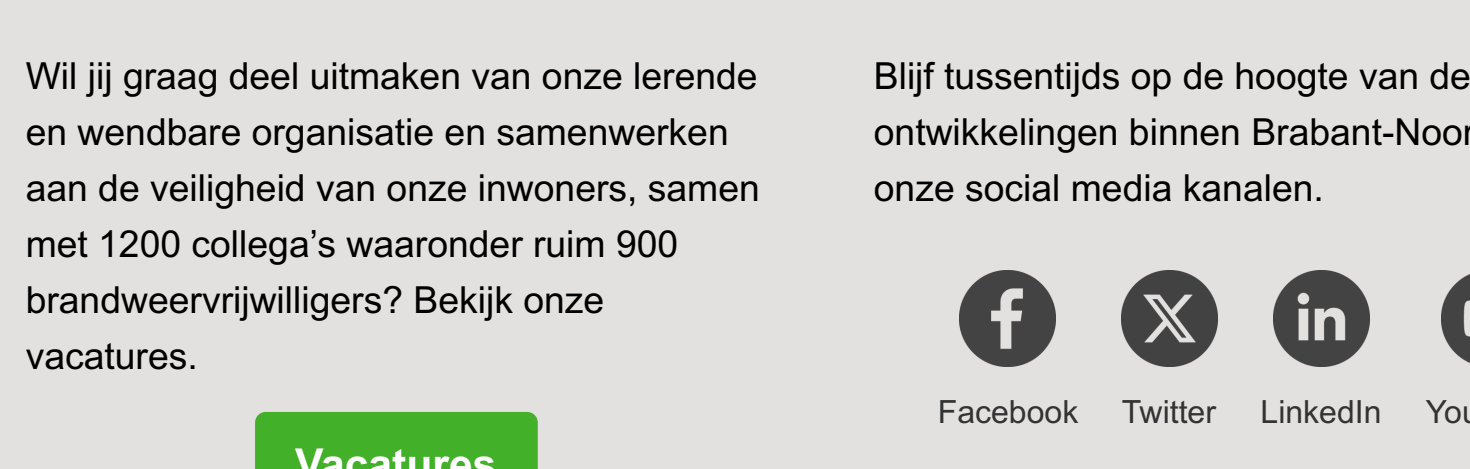 Wil jij graag deel uitmaken van onze lerende
en wendbare organisatie en samenwerken
aan de veiligheid van onze inwoners, samen
met 1200 collega’s waaronder ruim 900
brandweervrijwilligers? Bekijk onze
vacatures.
Vacatures
Blijf tussentijds op de hoogte van de
ontwikkelingen binnen
onze social media kanalen.
Facebook Twitter LinkedIn